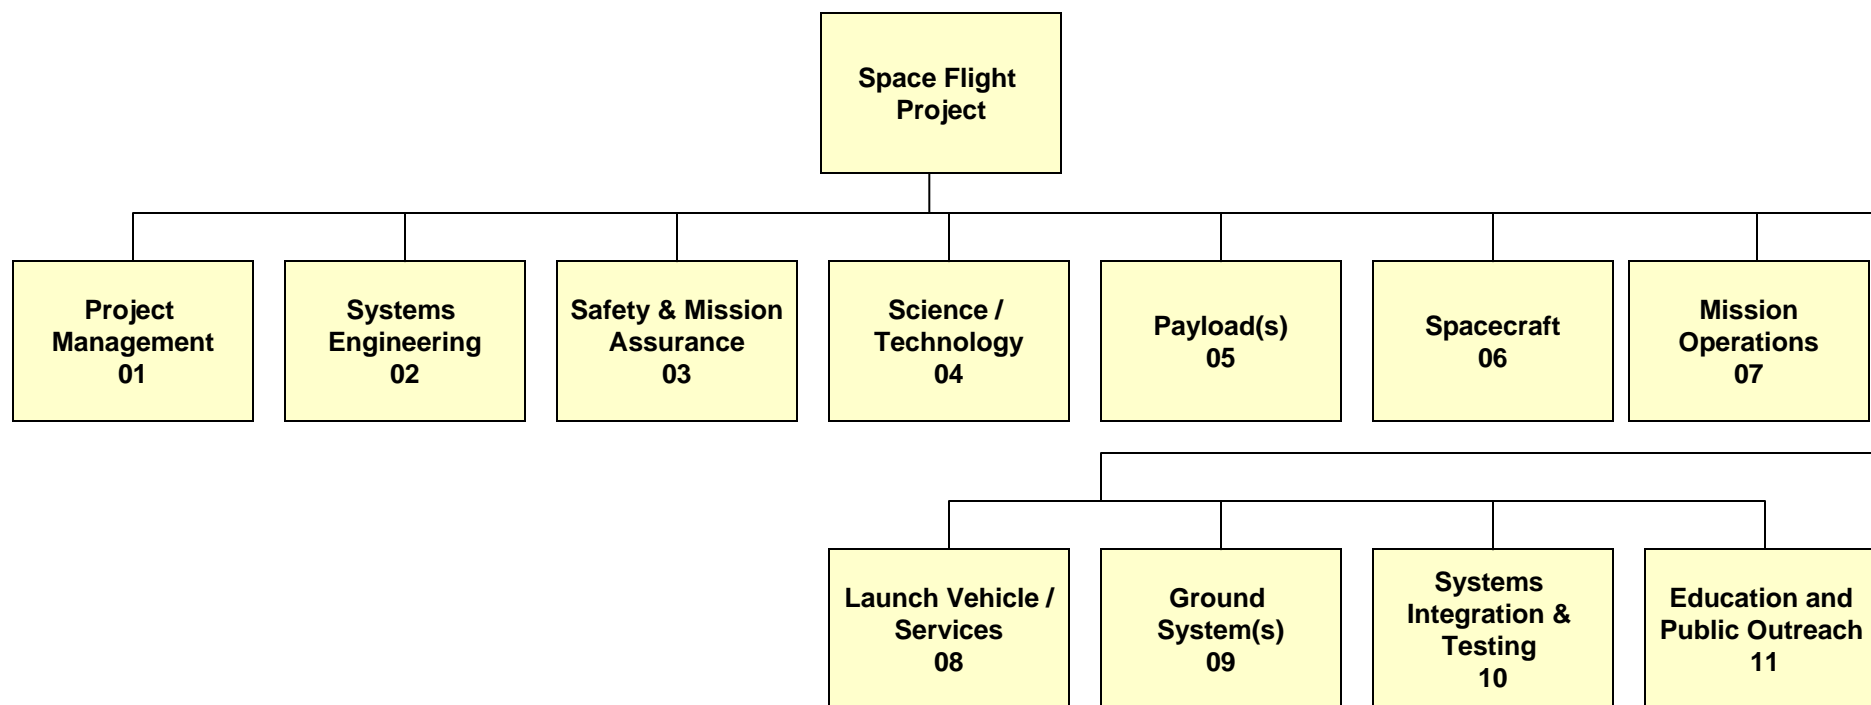 Space Flight
Project
Project
Management
01
Systems
Engineering
02
Safety & Mission
Assurance
03
Science /
Technology
04
Payload(s)
05
Spacecraft
06
Mission
Operations
07
Launch Vehicle /
Services
08
Ground
System(s)
09
Systems
Integration &
Testing
10
Education and
Public Outreach
11